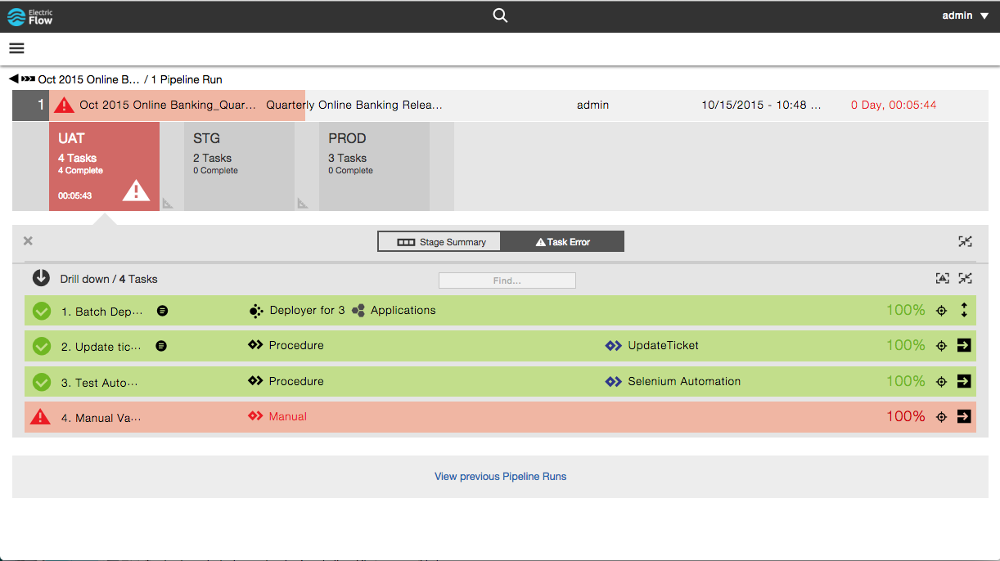 Electric
Flow
admin
Oct 2015 Online B... / 1 Pipeline Run
1 Oct 2015 Online Banking_Quar... Quarterly Online Banking Relea... admin 10/15/2015 - 10:48 ... 0 Day, 00:05:44
UAT STG PROD
4 Tasks 2 Tasks 3 Tasks
4 Complete 0 Complete 0 Complete
00:05:43
Stage Summary Task Error
Drill down / 4 Tasks Find...
1. Batch Dep... Deployer for 3 Applications 100%
2. Update tic... Procedure UpdateTicket 100%
3. Test Auto... Procedure Selenium Automation 100%
4. Manual Va... Manual 100%
View previous Pipeline Runs